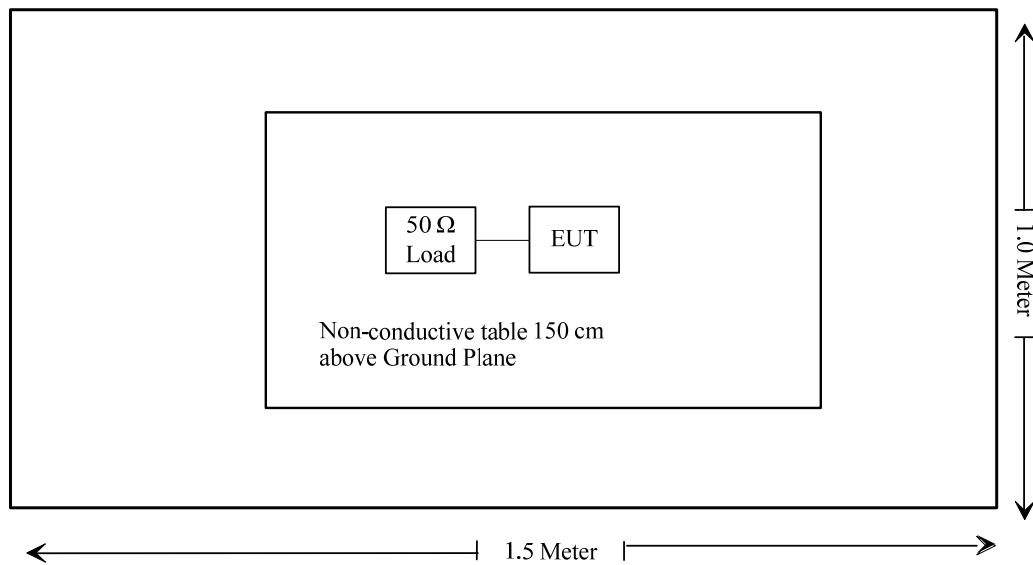 50 Ω
Load
EUT
Non-conductive table 150 cm
above Ground Plane
1.0 Meter
1.5 Meter